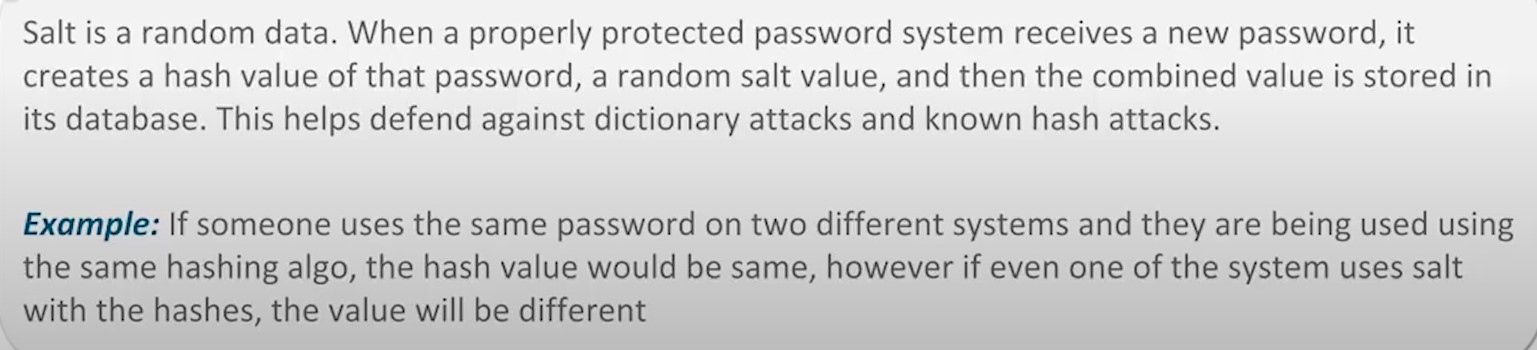 Salt is a random data. When a properly protected password system receives a new password, it
creates a hash value of that password, a random salt value, and then the combined value is stored in
its database. This helps defend against dictionary attacks and known hash attacks.
Example: If someone uses the same password on two different systems and they are being used using
the same hashing algo, the hash value would be same, however if even one of the system uses salt
with the hashes, the value will be different